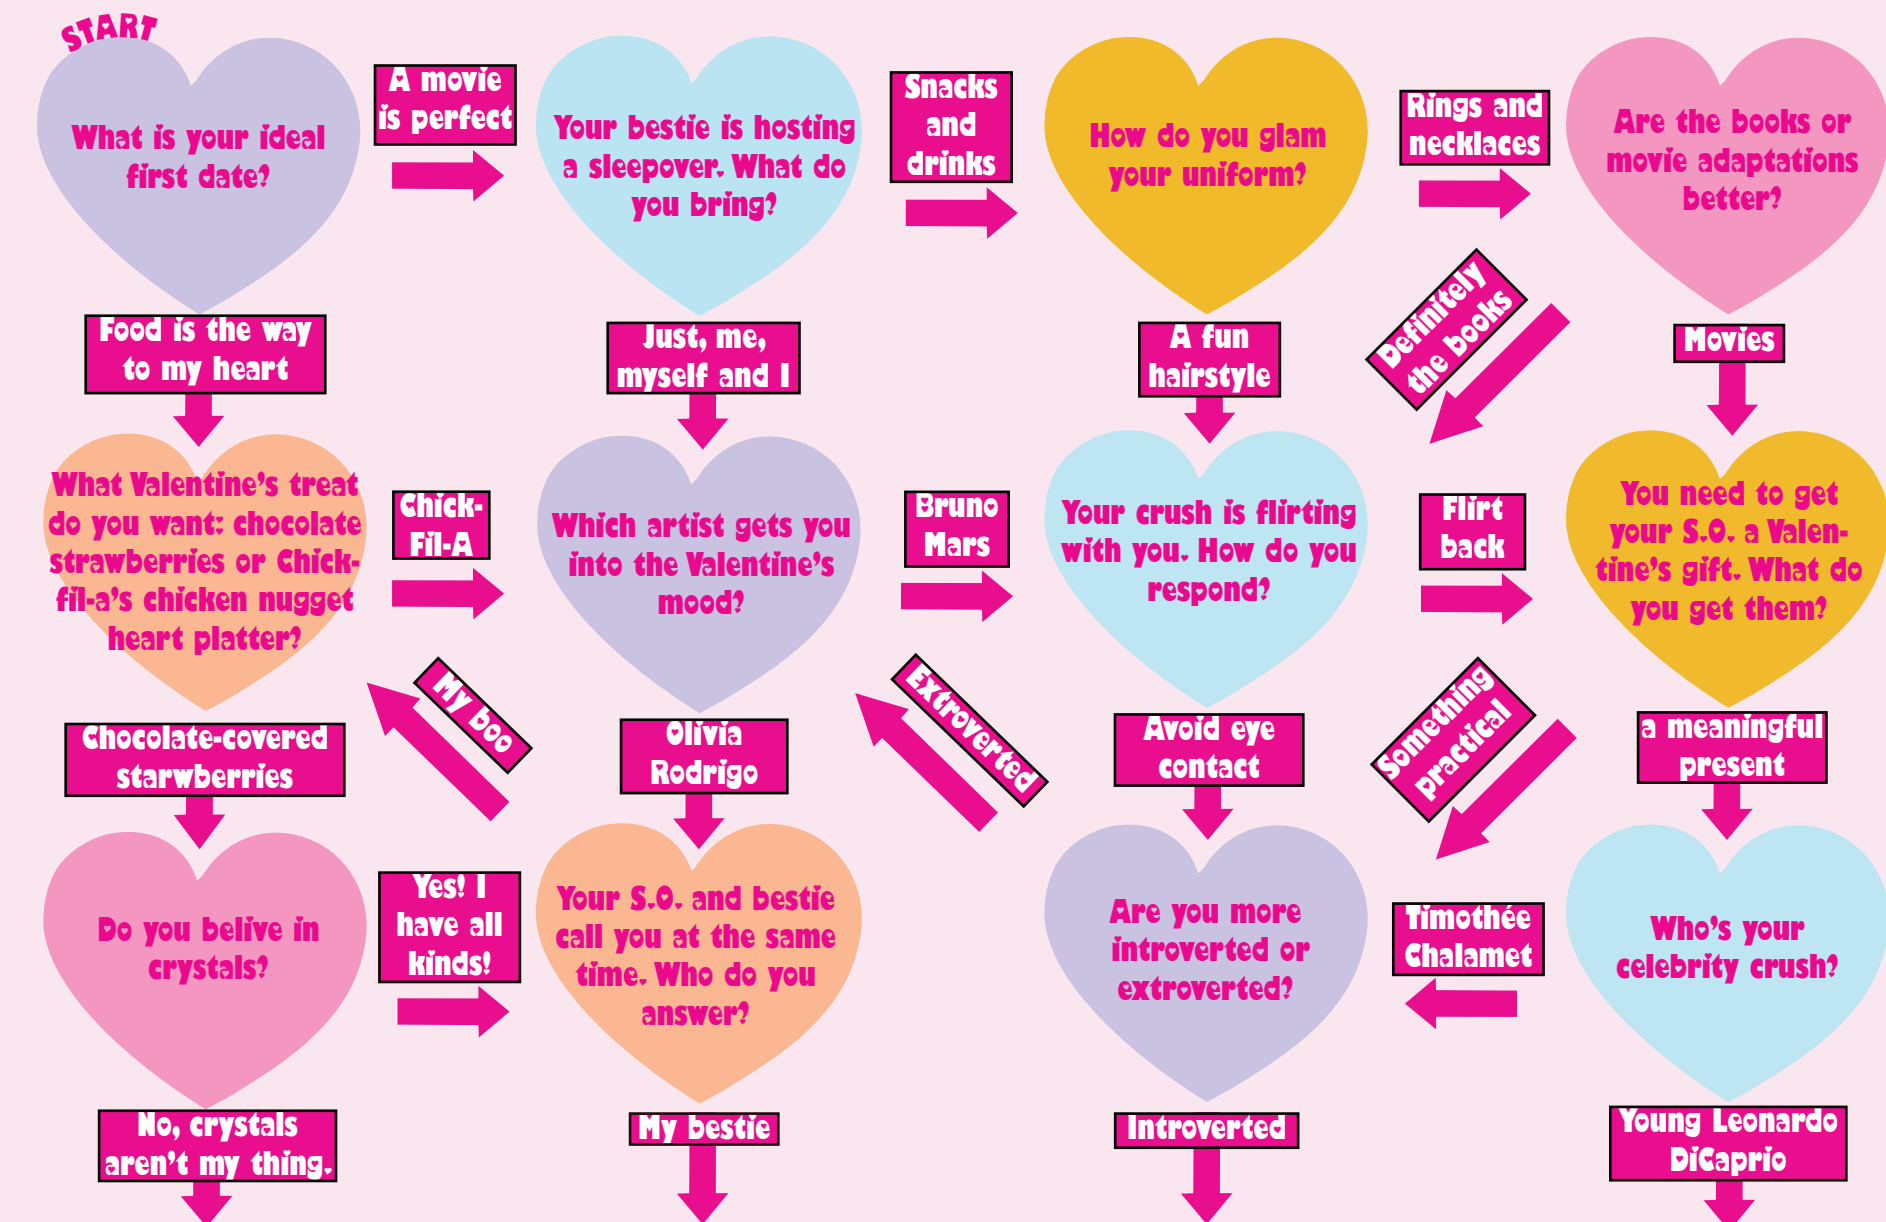 START
What is your ideal
first date?
A movie
is perfect
Your bestie is hosting
a sleepover. What do
you bring?
Snacks
and
drinks
How do you glam
your uniform?
Rings and
necklaces
Are the books or
movie adaptations
better?
Food is the way
to my heart
Just, me,
myself and I
A fun
hairstyle
Definitely
the books
Movies
What Valentine's treat
do you want: chocolate
strawberries or Chick-
fil-a's chicken nugget
heart platter?
Chick-
Fil-A
Which artist gets you
into the Valentine's
mood?
Bruno
Mars
Your crush is flirting
with you. How do you
respond?
Flirt
back
You need to get
your S.O. a Valen-
tine's gift. What do
you get them?
Chocolate-covered
starwberries
My boo
Olivia
Rodrigo
Extroverted
Avoid eye
contact
Something
practical
a meaningful
present
Do you belive in
crystals?
Yes! I
have all
kinds!
Your S.O. and bestie
call you at the same
time. Who do you
answer?
Are you more
introverted or
extroverted?
Timothée
Chalamet
Who's your
celebrity crush?
No, crystals
aren't my thing.
My bestie
Introverted
Young Leonardo
DiCaprio